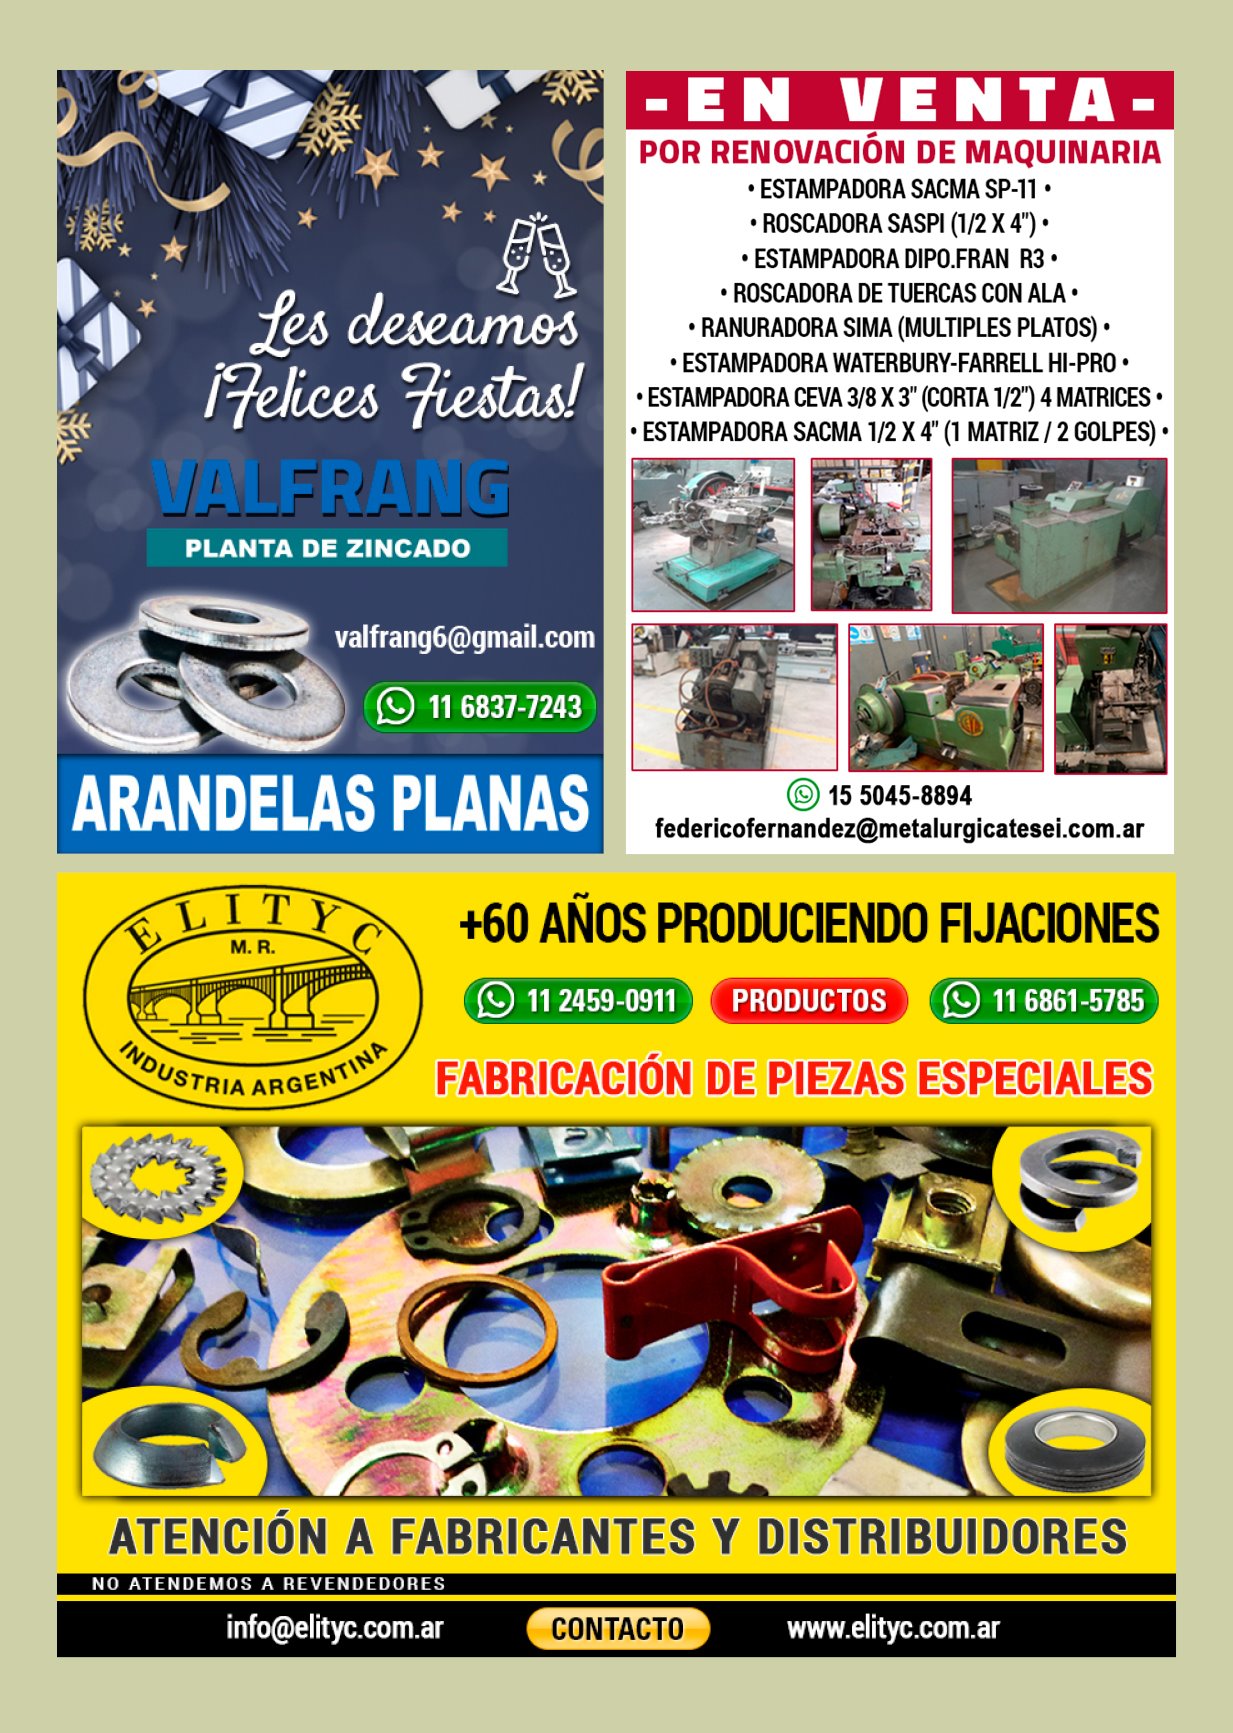 Les deseamos
¡Felices Fiestas!
VALFRANG
PLANTA DE ZINCADO
valfrang6@gmail.com
11 6837-7243
ARANDELAS PLANAS
-EN VENTA-
POR RENOVACIÓN DE MAQUINARIA
• ESTAMPADORA SACMA SP-11 •
• ROSCADORA SASPI (1/2 X 4") •
• ESTAMPADORA DIPO.FRAN R3 •
• ROSCADORA DE TUERCAS CON ALA •
• RANURADORA SIMA (MULTIPLES PLATOS) •
• ESTAMPADORA WATERBURY-FARRELL HI-PRO •
• ESTAMPADORA CEVA 3/8 X 3" (CORTA 1/2") 4 MATRICES •
• ESTAMPADORA SACMA 1/2 X 4" (1 MATRIZ / 2 GOLPES) •
15 5045-8894
federicofernandez@metalurgicatesei.com.ar
ELITYC
M. R.
INDUSTRIA ARGENTINA
+60 AÑOS PRODUCIENDO FIJACIONES
11 2459-0911 PRODUCTOS 11 6861-5785
FABRICACIÓN DE PIEZAS ESPECIALES
ATENCIÓN A FABRICANTES Y DISTRIBUIDORES
NO ATENDEMOS A REVENDEDORES
info@elityc.com.ar CONTACTO www.elityc.com.ar